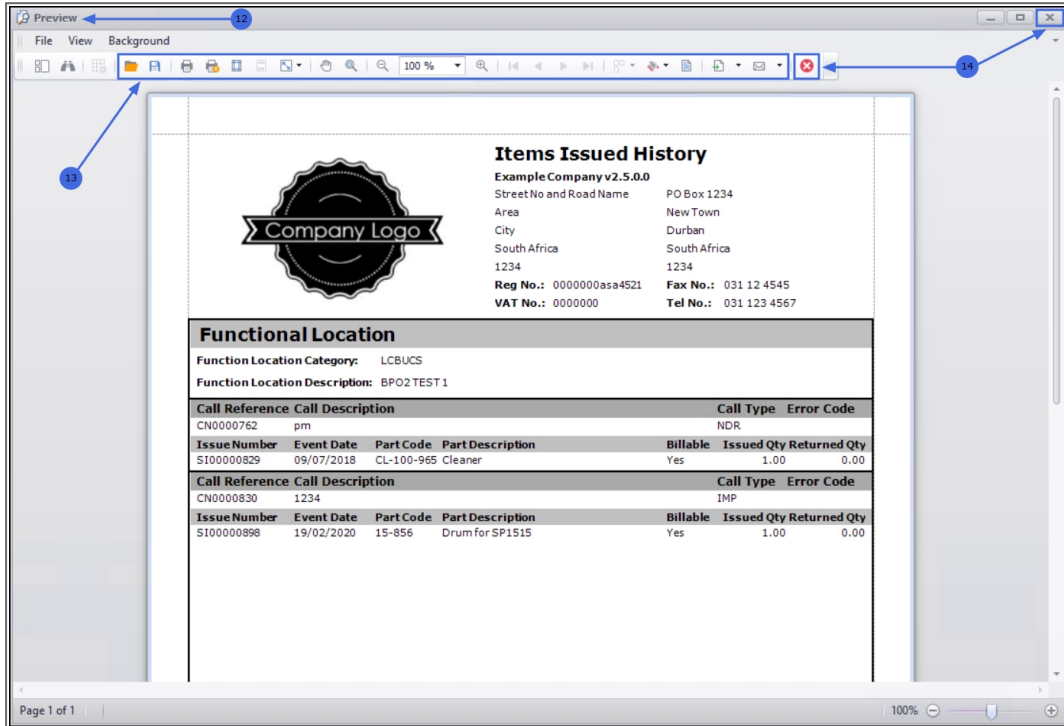 Preview
12
File View Background
100 %
14
13
Company Logo
Items Issued History
Example Company v2.5.0.0
Street No and Road Name PO Box 1234
Area New Town
City Durban
South Africa South Africa
1234 1234
Reg No.: 0000000asa4521 Fax No.: 031 12 4545
VAT No.: 0000000 Tel No.: 031 123 4567
Functional Location
Function Location Category: LCBUCS
Function Location Description: BPO2 TEST 1
Call Reference Call Description Call Type Error Code
CN0000762 pm NDR
Issue Number Event Date Part Code Part Description Billable Issued Qty Returned Qty
SI00000829 09/07/2018 CL-100-965 Cleaner Yes 1.00 0.00
Call Reference Call Description Call Type Error Code
CN0000830 1234 IMP
Issue Number Event Date Part Code Part Description Billable Issued Qty Returned Qty
SI00000898 19/02/2020 15-856 Drum for SP1515 Yes 1.00 0.00
Page 1 of 1 100%